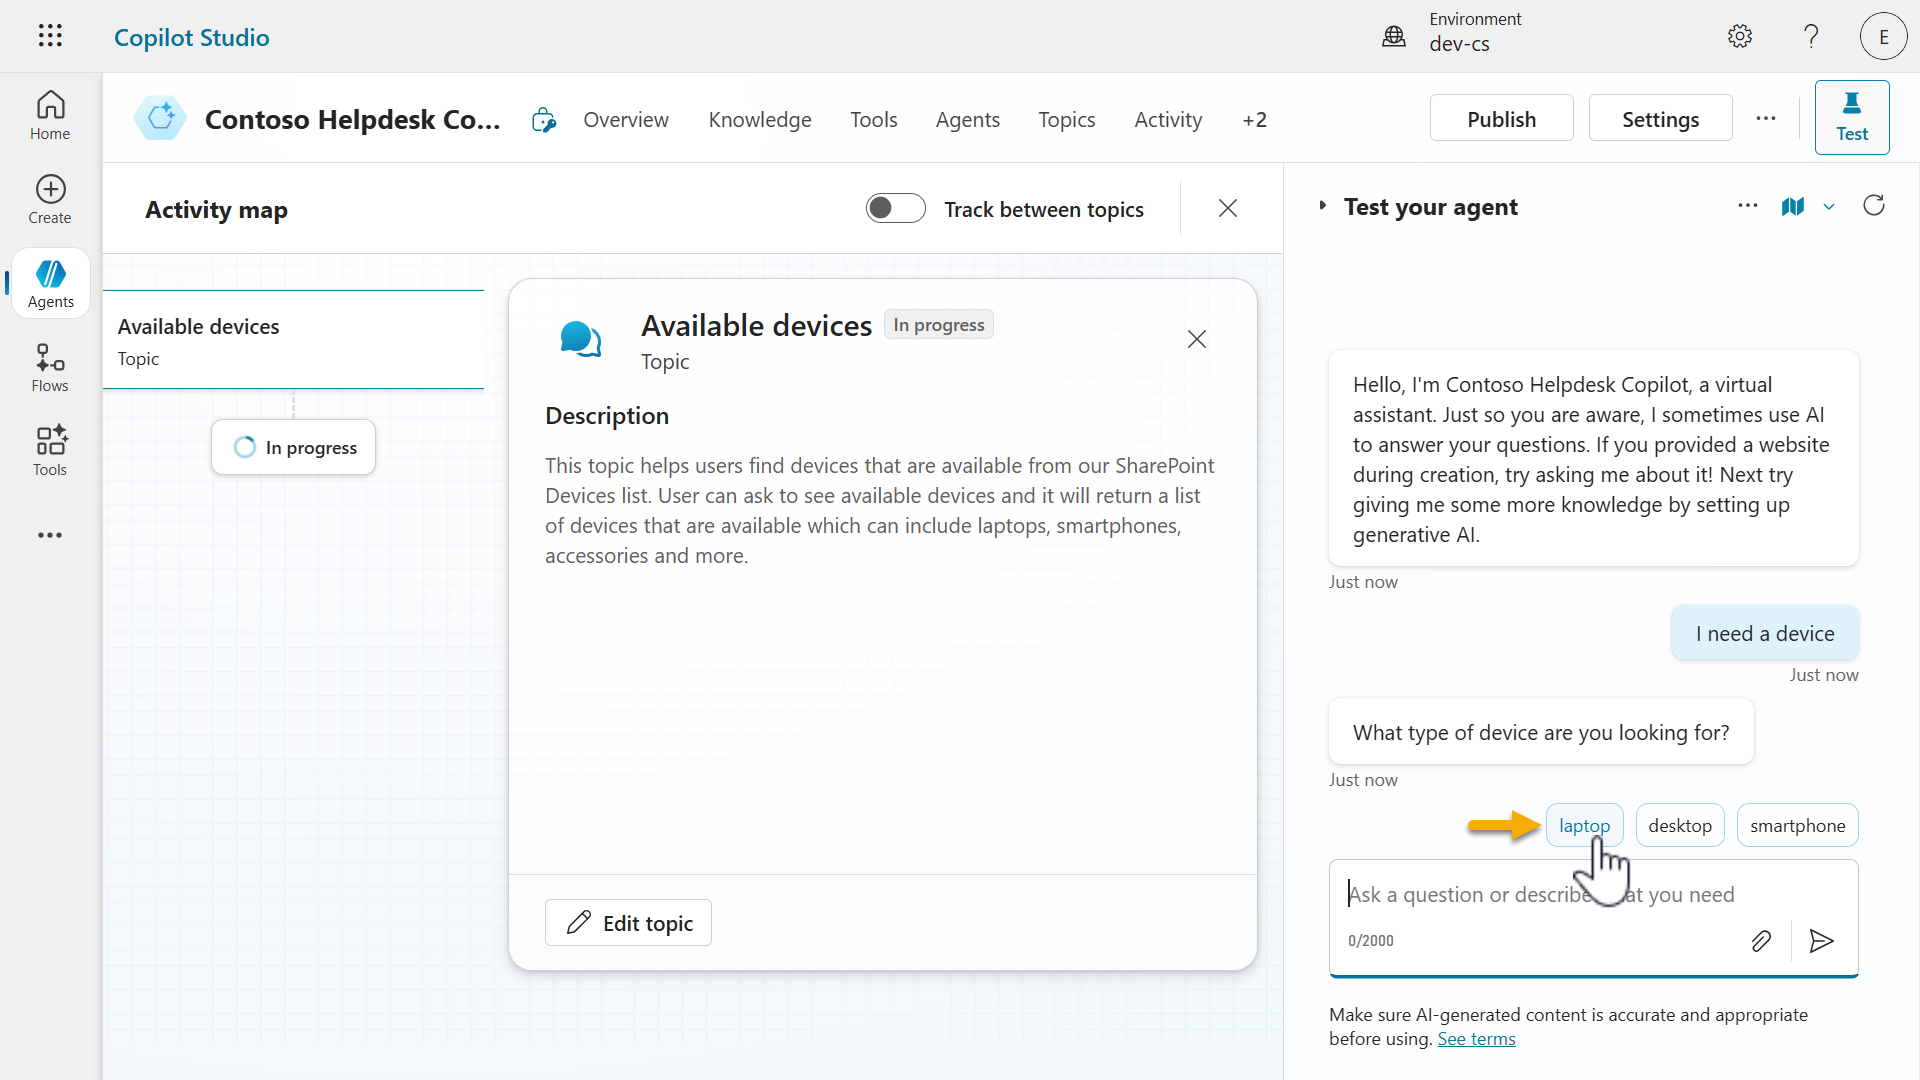 Copilot Studio
Environment
dev-cs
E
Home
Create
Agents
Flows
Tools
Contoso Helpdesk Co...
Overview
Knowledge
Tools
Agents
Topics
Activity
+2
Publish
Settings
Test
Activity map
Track between topics
Available devices
Topic
In progress
Available devices
In progress
Topic
Description
This topic helps users find devices that are available from our SharePoint
Devices list. User can ask to see available devices and it will return a list
of devices that are available which can include laptops, smartphones,
accessories and more.
Edit topic
Test your agent
Hello, I'm Contoso Helpdesk Copilot, a virtual
assistant. Just so you are aware, I sometimes use AI
to answer your questions. If you provided a website
during creation, try asking me about it! Next try
giving me some more knowledge by setting up
generative AI.
Just now
I need a device
Just now
What type of device are you looking for?
Just now
laptop
desktop
smartphone
Ask a question or describe what you need
0/2000
Make sure AI-generated content is accurate and appropriate
before using. See terms